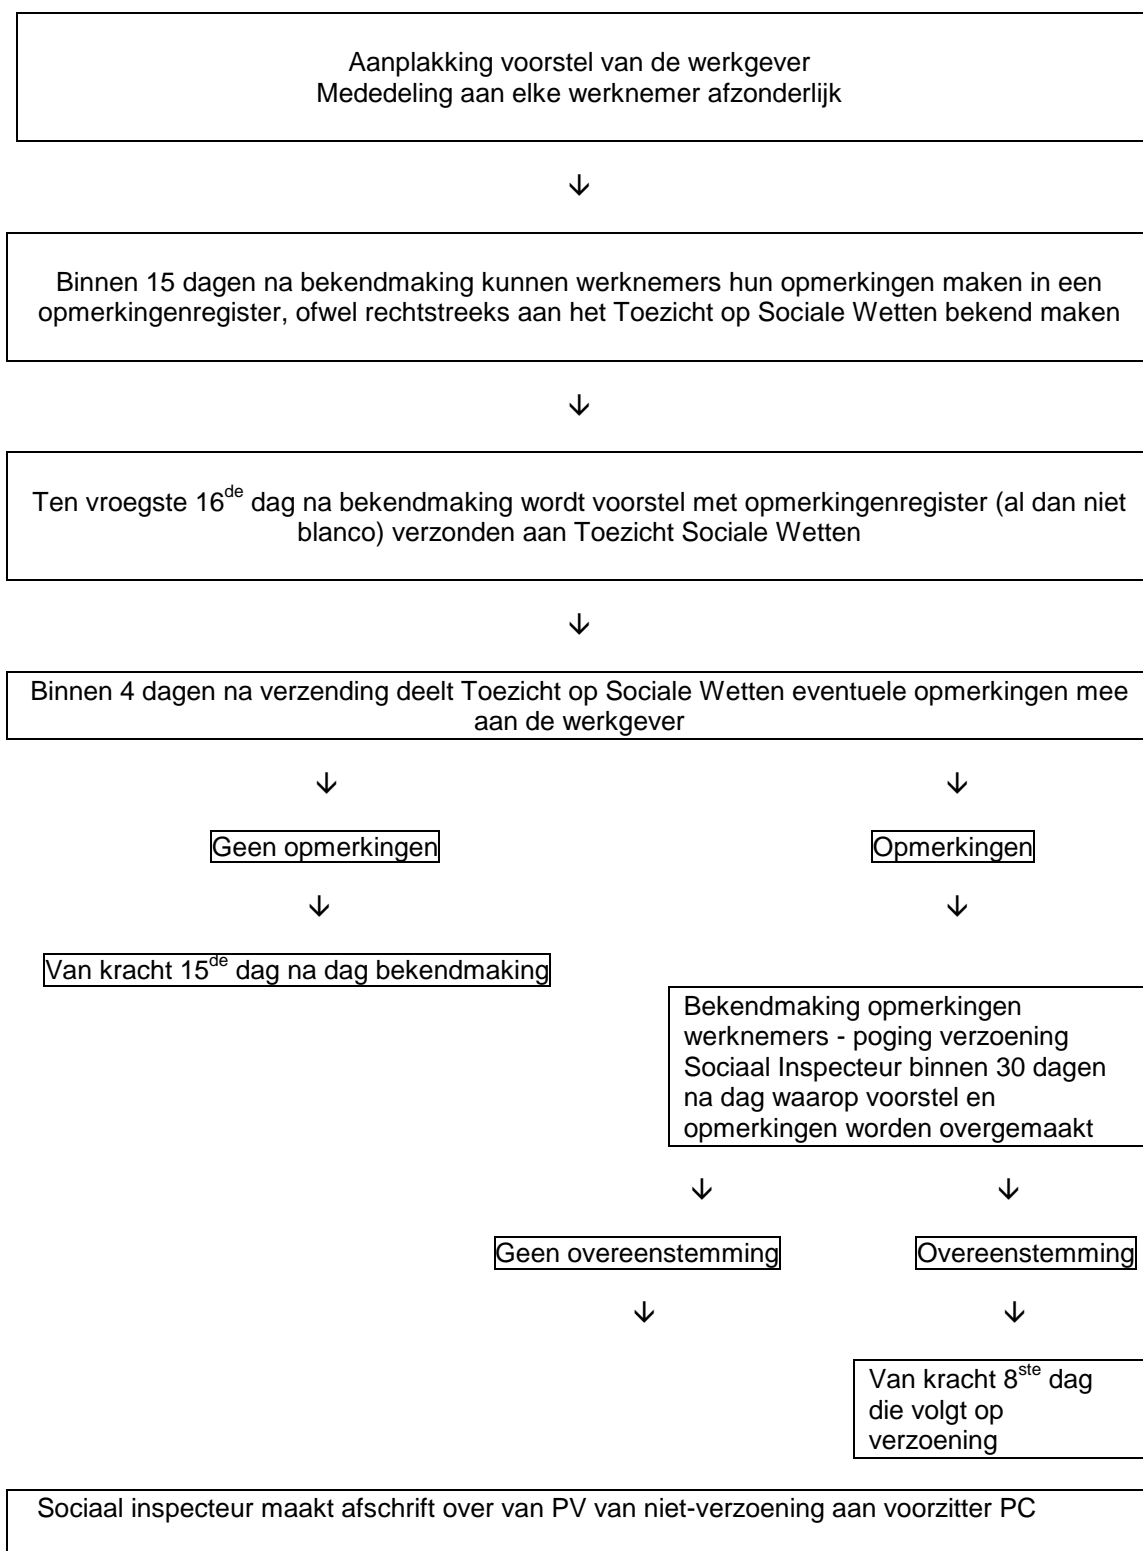 Aanplakking voorstel van de werkgever
Mededeling aan elke werknemer afzonderlijk
↓
Binnen 15 dagen na bekendmaking kunnen werknemers hun opmerkingen maken in een
opmerkingenregister, ofwel rechtstreeks aan het Toezicht op Sociale Wetten bekend maken
↓
Ten vroegste 16de dag na bekendmaking wordt voorstel met opmerkingenregister (al dan niet
blanco) verzonden aan Toezicht Sociale Wetten
↓
Binnen 4 dagen na verzending deelt Toezicht op Sociale Wetten eventuele opmerkingen mee
aan de werkgever
↓ ↓
Geen opmerkingen Opmerkingen
↓ ↓
Van kracht 15de dag na dag bekendmaking
Bekendmaking opmerkingen
werknemers - poging verzoening
Sociaal Inspecteur binnen 30 dagen
na dag waarop voorstel en
opmerkingen worden overgemaakt
↓ ↓
Geen overeenstemming Overeenstemming
↓ ↓
Van kracht 8ste dag
die volgt op
verzoening
Sociaal inspecteur maakt afschrift over van PV van niet-verzoening aan voorzitter PC